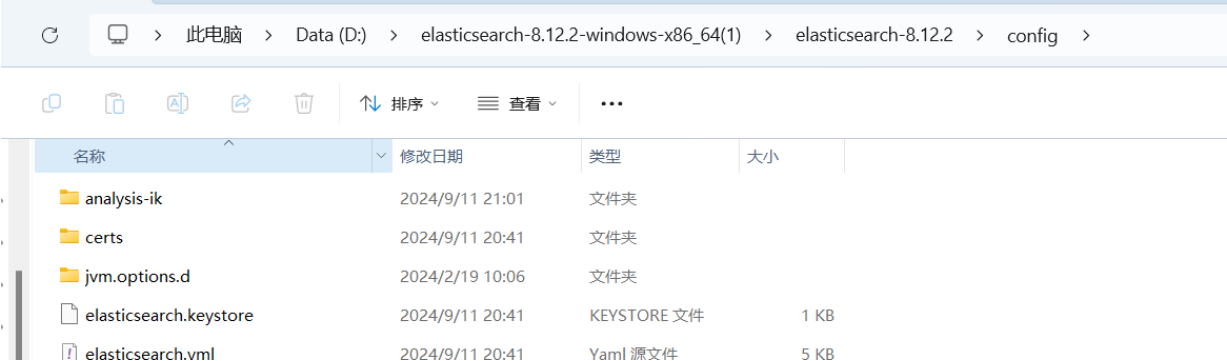 此电脑 > Data (D:) > elasticsearch-8.12.2-windows-x86_64(1) > elasticsearch-8.12.2 > config >
排序 查看 •••
名称 修改日期 类型 大小
analysis-ik 2024/9/11 21:01 文件夹
certs 2024/9/11 20:41 文件夹
jvm.options.d 2024/2/19 10:06 文件夹
elasticsearch.keystore 2024/9/11 20:41 KEYSTORE 文件 1 KB
elasticsearch.yml 2024/9/11 20:41 Yaml 源文件 5 KB